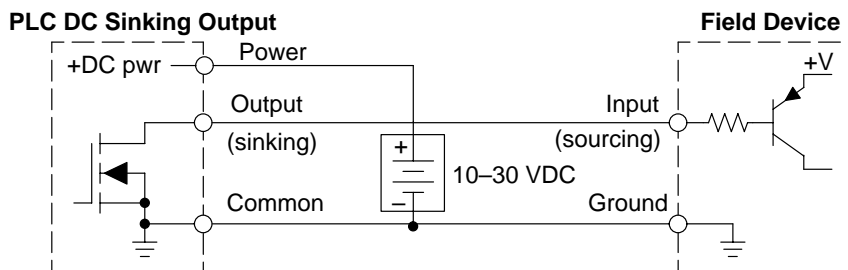 PLC DC Sinking Output
Field Device
+DC pwr
Power
+V
Output
(sinking)
Input
(sourcing)
+
–
10–30 VDC
Common
Ground